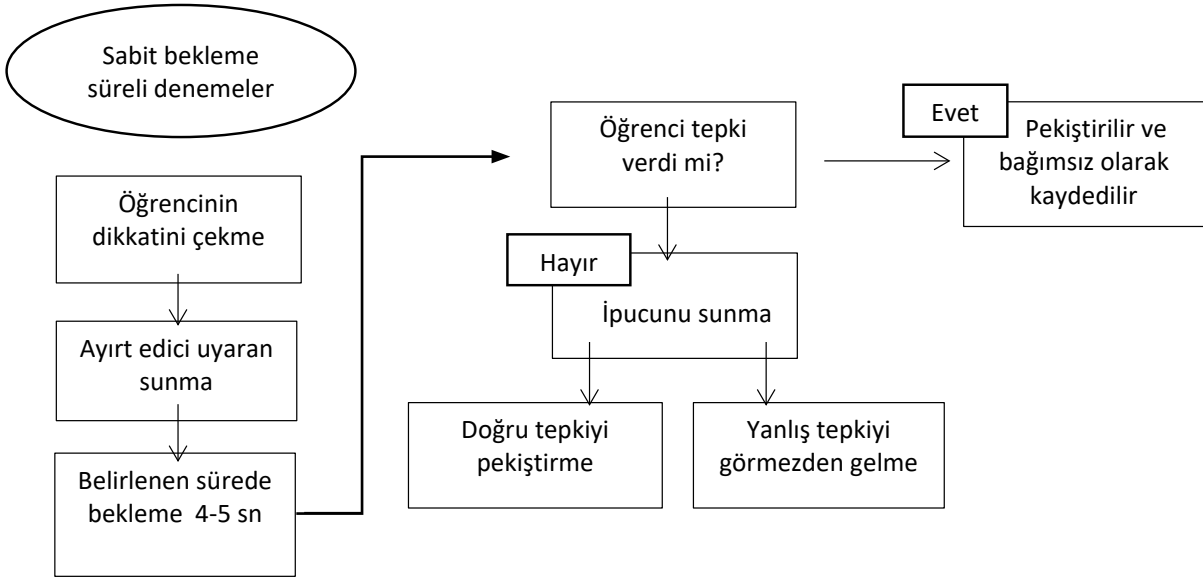 Sabit bekleme
süreli denemeler
Öğrencinin
dikkatini çekme
Ayırt edici uyaran
sunma
Belirlenen sürede
bekleme 4-5 sn
Öğrenci tepki
verdi mi?
Evet
Pekiştirilir ve
bağımsız olarak
kaydedilir
Hayır
İpucunu sunma
Doğru tepkiyi
pekiştirme
Yanlış tepkiyi
görmezden gelme